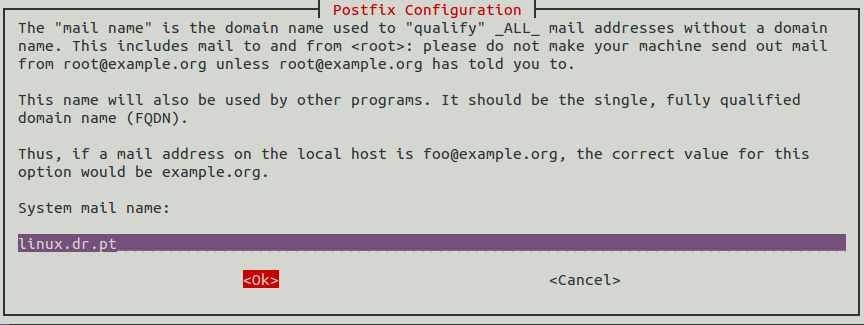 Postfix Configuration
The "mail name" is the domain name used to "qualify" _ALL_ mail addresses without a domain
name. This includes mail to and from <root>: please do not make your machine send out mail
from root@example.org unless root@example.org has told you to.
This name will also be used by other programs. It should be the single, fully qualified
domain name (FQDN).
Thus, if a mail address on the local host is foo@example.org, the correct value for this
option would be example.org.
System mail name:
linux.dr.pt
<Ok> <Cancel>